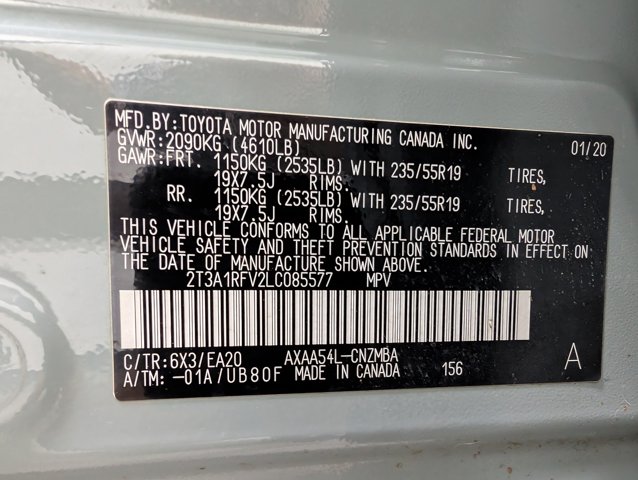 MFD.BY:TOYOTA MOTOR MANUFACTURING CANADA INC. 01/20
GVWR:2090KG (4610LB)
GAWR:FRT. 1150KG (2535LB) WITH 235/55R19 TIRES,
19X7.5J RIMS.
RR. 1150KG (2535LB) WITH 235/55R19 TIRES,
19X7.5J RIMS.
THIS VEHICLE CONFORMS TO ALL APPLICABLE FEDERAL MOTOR
VEHICLE SAFETY AND THEFT PREVENTION STANDARDS IN EFFECT ON
THE DATE OF MANUFACTURE SHOWN ABOVE.
2T3A1RFV2LC085577 MPV
C/TR:6X3/EA20 AXAA54L-CNZMBA A
A/TM: -01A/UB80F MADE IN CANADA 156